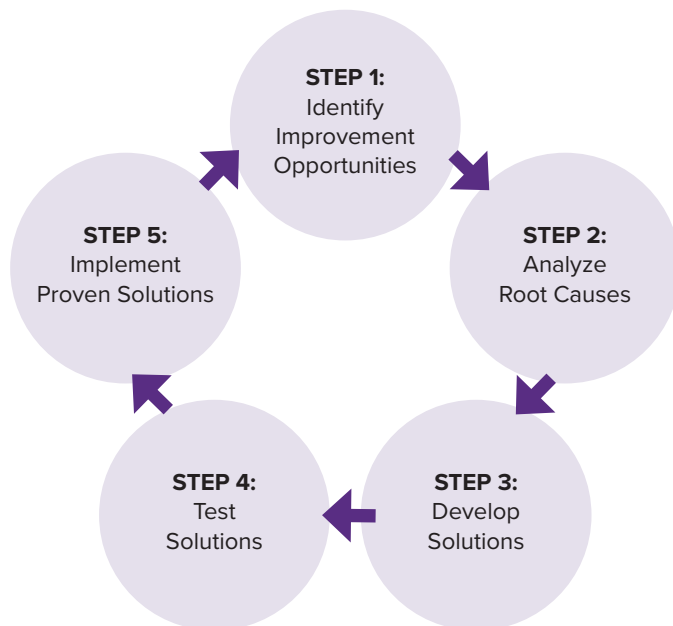 STEP 1:
Identify
Improvement
Opportunities
STEP 2:
Analyze
Root Causes
STEP 3:
Develop
Solutions
STEP 4:
Test
Solutions
STEP 5:
Implement
Proven Solutions